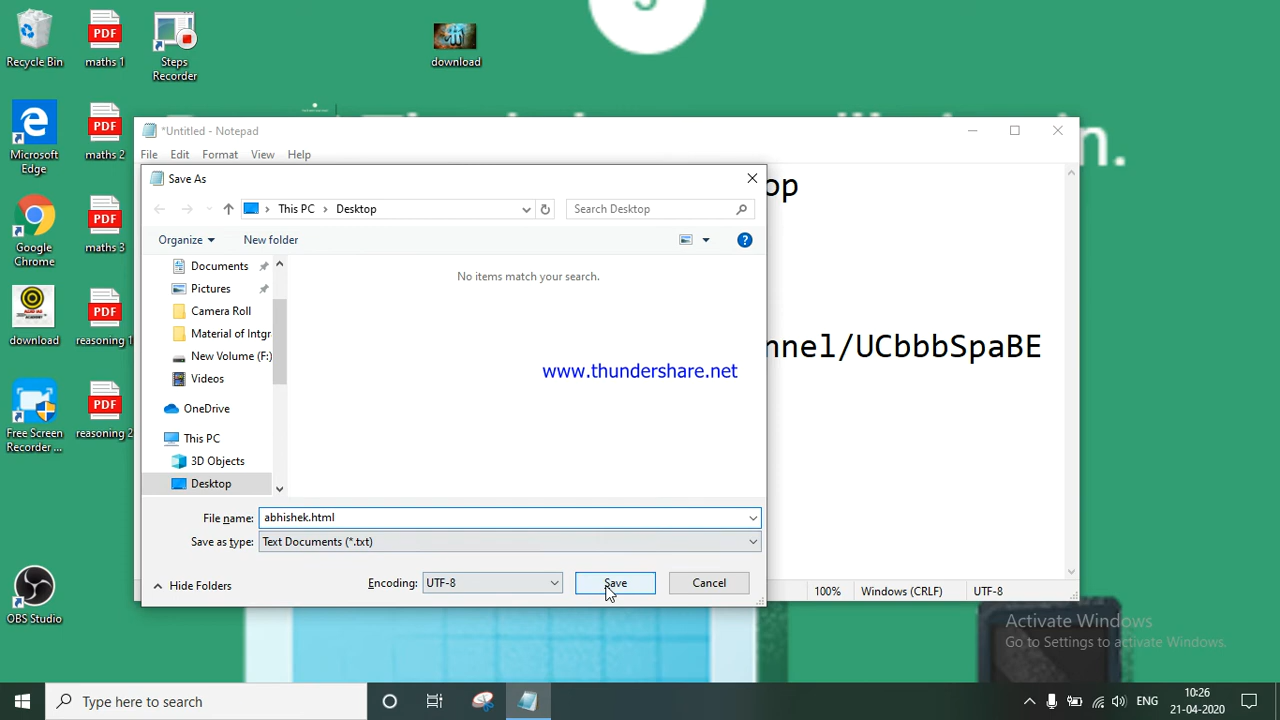 Recycle Bin
maths 1
Steps
Recorder
download
Microsoft
Edge
maths 2
Google
Chrome
maths 3
download
reasoning 1
Free Screen
Recorder ...
reasoning 2
OBS Studio
*Untitled - Notepad
File Edit Format View Help
op
nnel/UCbbbSpaBE
in.
Save As
This PC > Desktop
Search Desktop
Organize
New folder
Documents
Pictures
Camera Roll
Material of Intgr
New Volume (F:)
Videos
OneDrive
This PC
3D Objects
Desktop
No items match your search.
www.thundershare.net
File name: abhishek.html
Save as type: Text Documents (*.txt)
Hide Folders
Encoding: UTF-8
Save
Cancel
100% Windows (CRLF) UTF-8
Activate Windows
Go to Settings to activate Windows.
Type here to search
ENG
10:26
21-04-2020